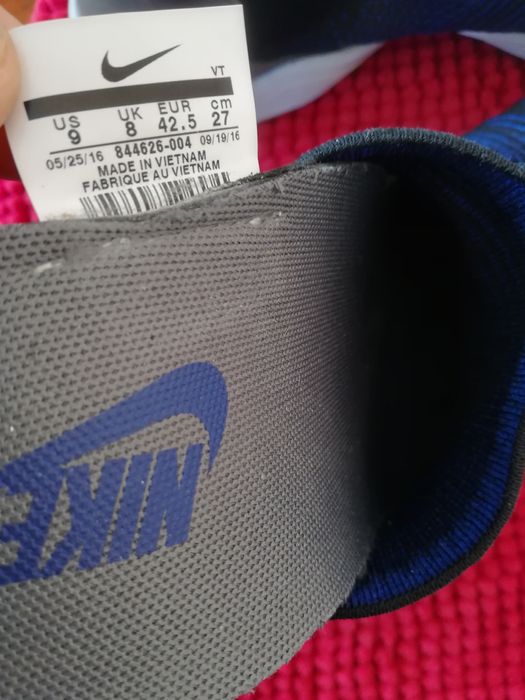 VT
US UK EUR cm
9 8 42.5 27
05/25/16 844626-004 09/19/16
MADE IN VIETNAM
FABRIQUE AU VIETNAM
NIKE